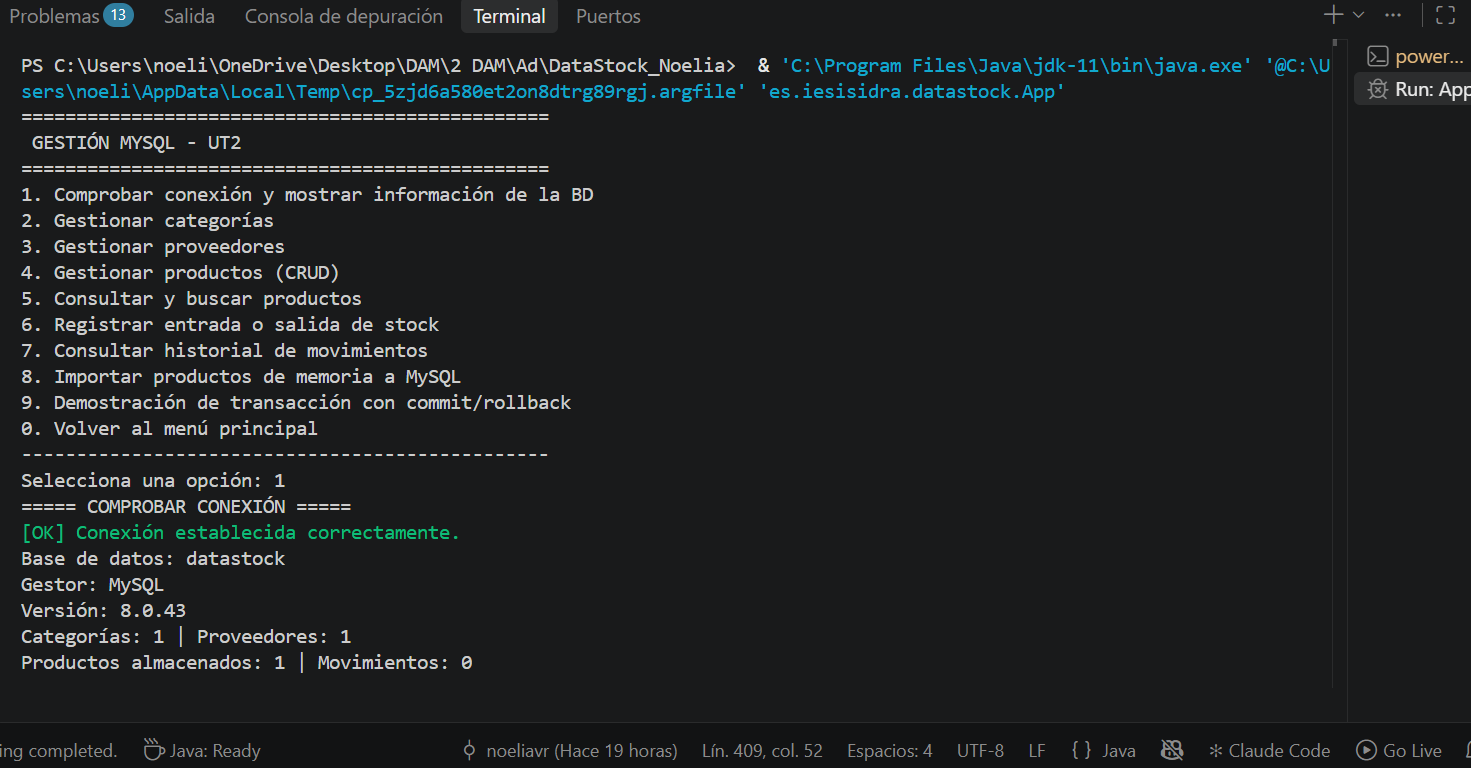 Problemas 13 Salida Consola de depuración Terminal Puertos
PS C:\Users\noeli\OneDrive\Desktop\DAM\2 DAM\Ad\DataStock_Noelia>  & 'C:\Program Files\Java\jdk-11\bin\java.exe' '@C:\U
sers\noeli\AppData\Local\Temp\cp_5zjd6a580et2on8dtrg89rgj.argfile' 'es.iesisidra.datastock.App'
================================================
 GESTIÓN MYSQL - UT2
================================================
1. Comprobar conexión y mostrar información de la BD
2. Gestionar categorías
3. Gestionar proveedores
4. Gestionar productos (CRUD)
5. Consultar y buscar productos
6. Registrar entrada o salida de stock
7. Consultar historial de movimientos
8. Importar productos de memoria a MySQL
9. Demostración de transacción con commit/rollback
0. Volver al menú principal
------------------------------------------------
Selecciona una opción: 1
===== COMPROBAR CONEXIÓN =====
[OK] Conexión establecida correctamente.
Base de datos: datastock
Gestor: MySQL
Versión: 8.0.43
Categorías: 1 | Proveedores: 1
Productos almacenados: 1 | Movimientos: 0
power...
Run: App
ing completed. Java: Ready noeliavr (Hace 19 horas) Lín. 409, col. 52 Espacios: 4 UTF-8 LF {} Java Claude Code Go Live